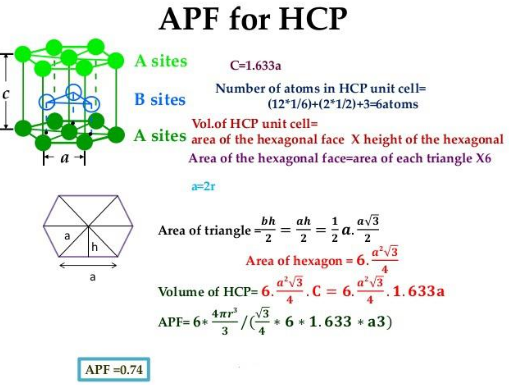 APF for HCP
A sites
B sites
A sites
c
a
C=1.633a
Number of atoms in HCP unit cell=
(12*1/6)+(2*1/2)+3=6atoms
Vol.of HCP unit cell=
area of the hexagonal face X height of the hexagonal
Area of the hexagonal face=area of each triangle X6
a=2r
a
h
a
Area of triangle = bh/2 = ah/2 = 1/2 a. a√3/2
Area of hexagon = 6. a²√3/4
Volume of HCP= 6. a²√3/4 . C = 6. a²√3/4 . 1.633a
APF= 6* 4πr³/3 /(√3/4 * 6 * 1.633 * a3)
APF =0.74